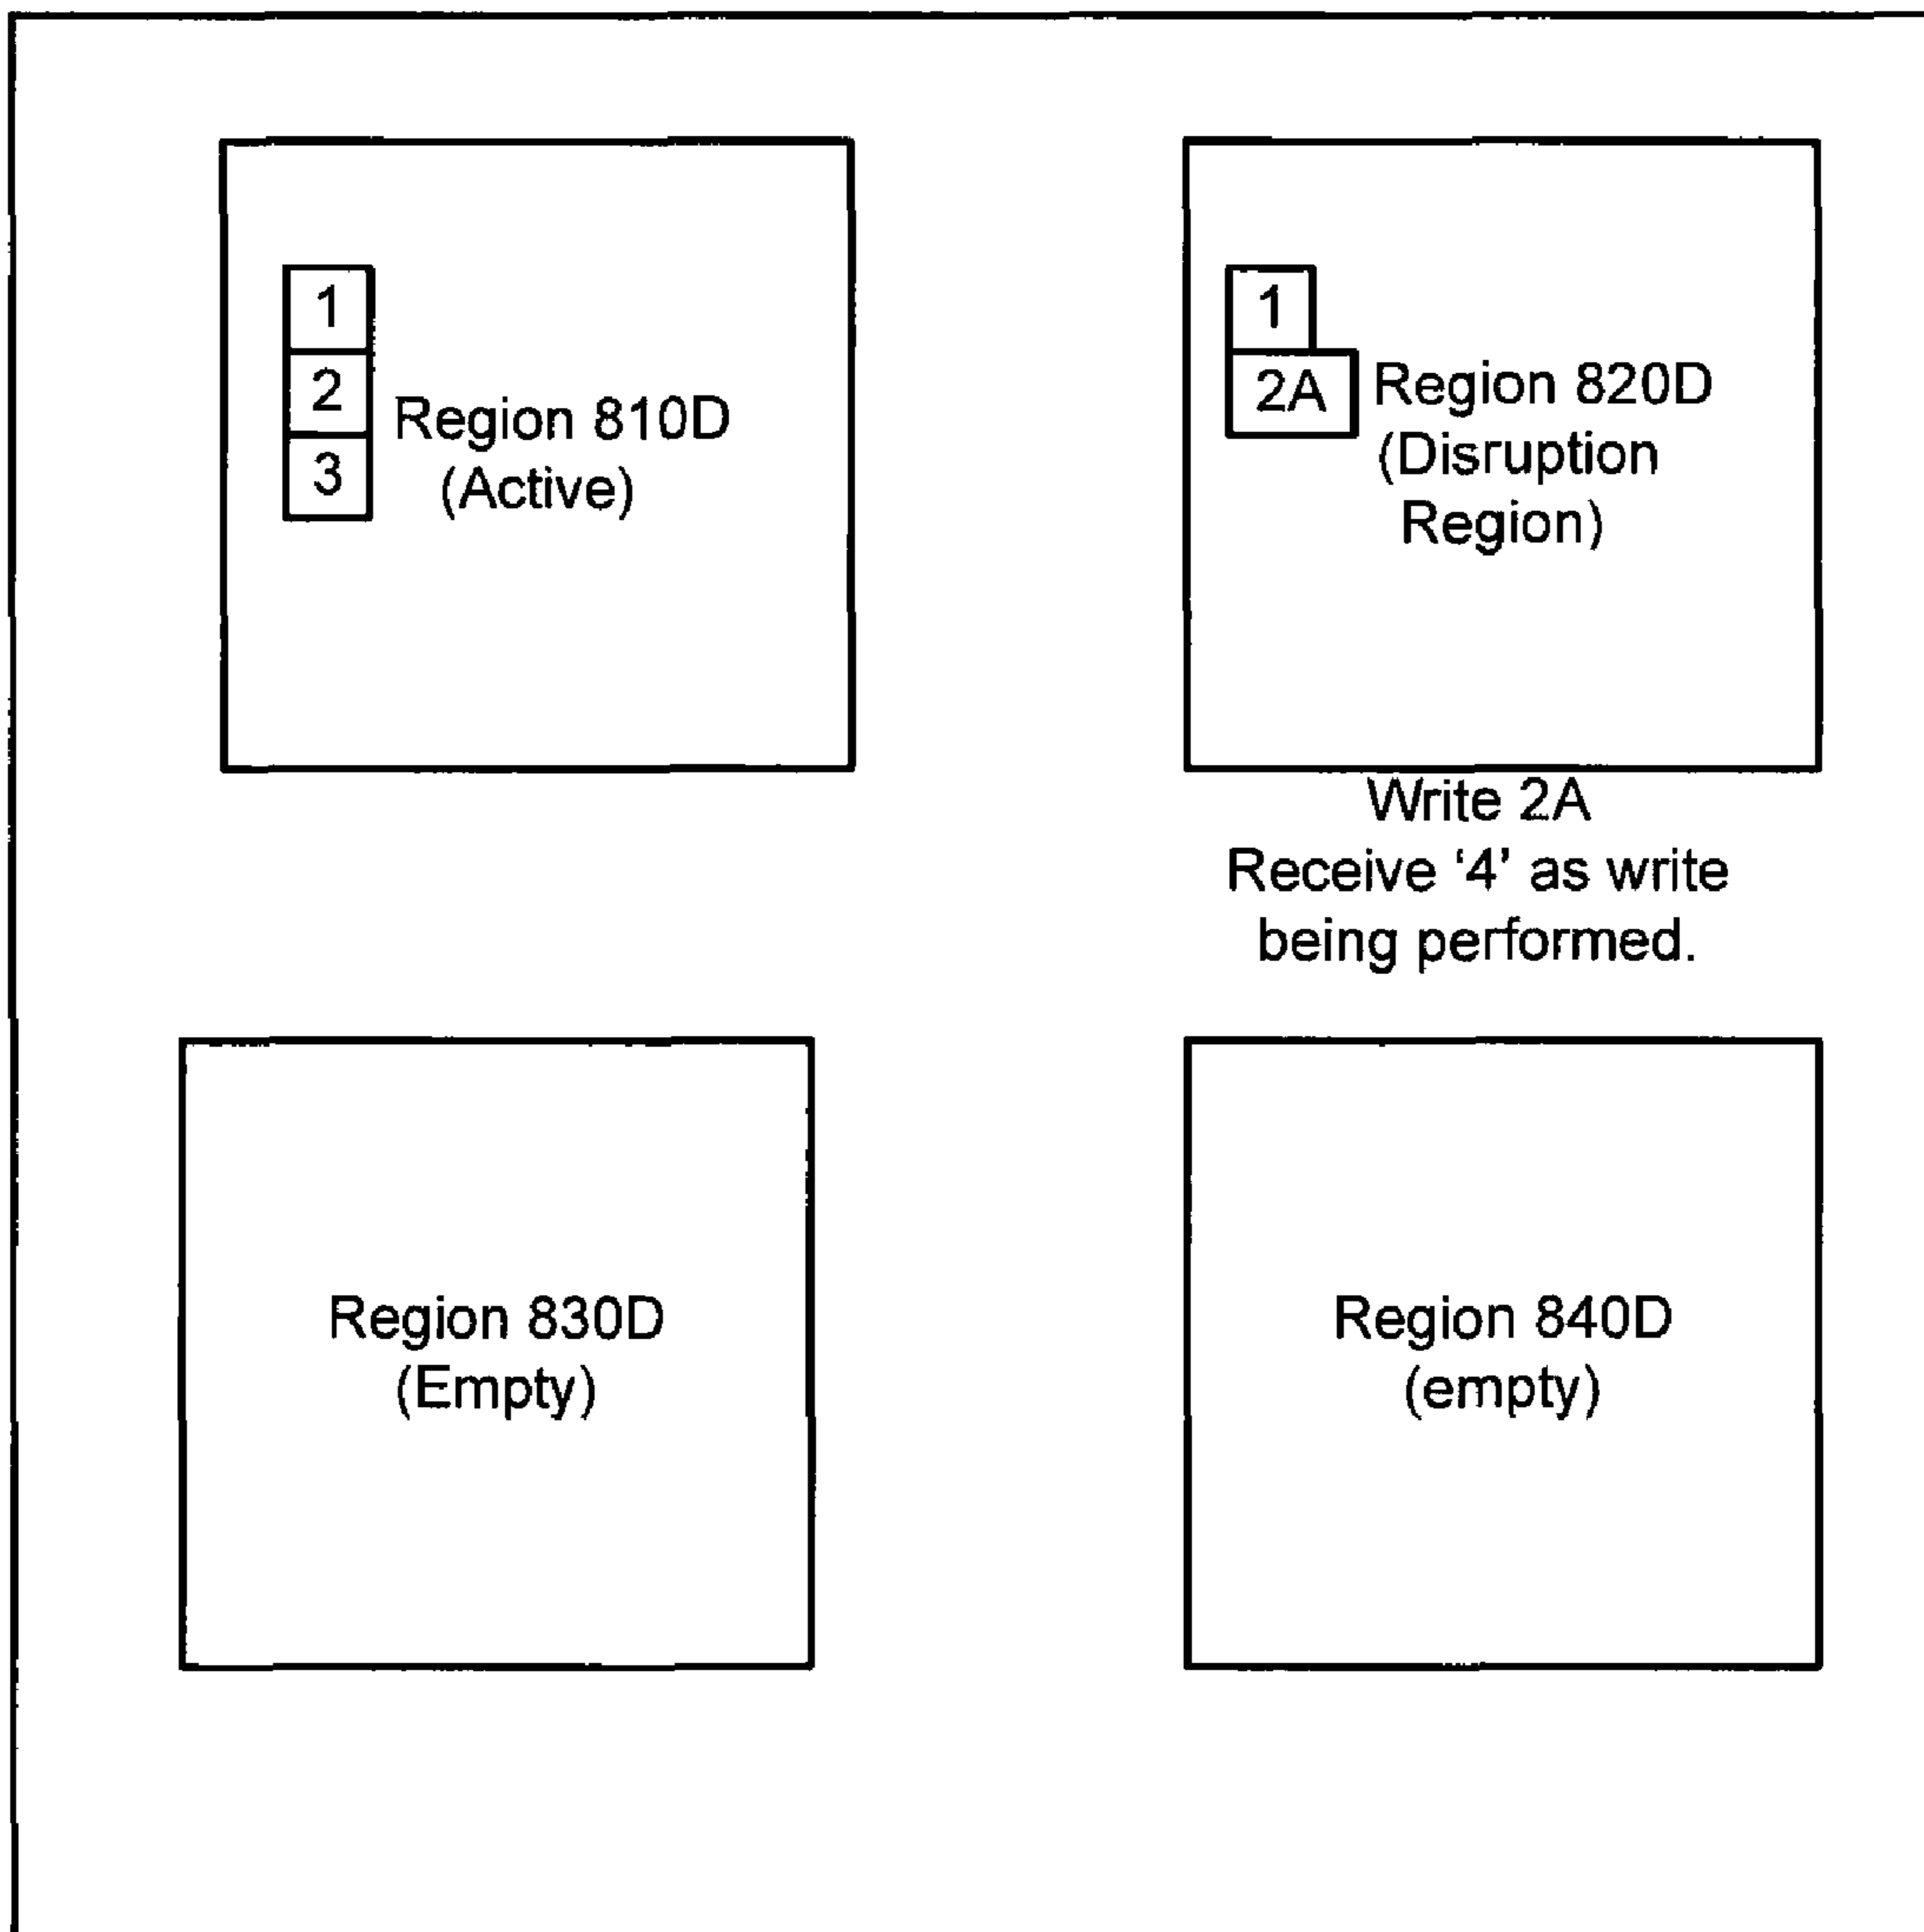 1
2
3
Region 810D
(Active)
1
2A
Region 820D
(Disruption
Region)
Write 2A
Receive ‘4’ as write
being performed.
Region 830D
(Empty)
Region 840D
(empty)